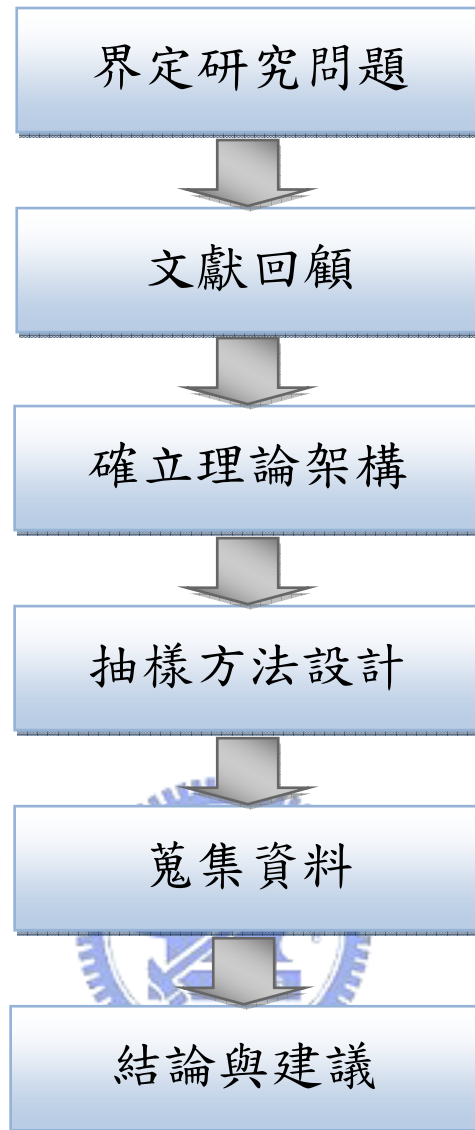 界定研究問題
文獻回顧
確立理論架構
抽樣方法設計
蒐集資料
結論與建議